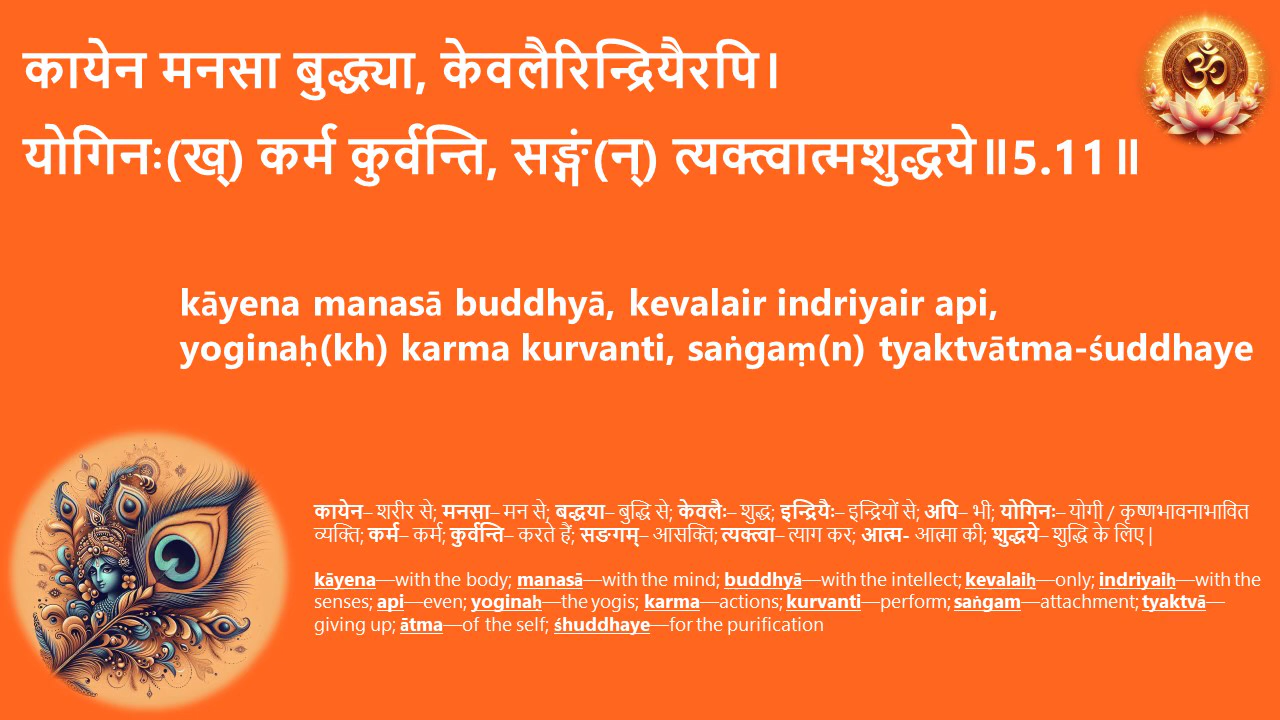 कायेन मनसा बुद्ध्या, केवलैरिन्द्रियैरपि।
योगिनः(ख्) कर्म कुर्वन्ति, सङ्गं(न्) त्यक्त्वात्मशुद्धये॥5.11॥
ॐ
kāyena manasā buddhyā, kevalair indriyair api,
yoginaḥ(kh) karma kurvanti, saṅgaṃ(n) tyaktvātma-śuddhaye
कायेन– शरीर से; मनसा– मन से; बद्धया– बुद्धि से; केवलैः– शुद्ध; इन्द्रियैः– इन्द्रियों से; अपि– भी; योगिनः– योगी / कृष्णभावनाभावित
व्यक्ति; कर्म– कर्म; कुर्वन्ति– करते हैं; सङगम्– आसक्ति; त्यक्त्वा– त्याग कर; आत्म- आत्मा की; शुद्धये– शुद्धि के लिए |
kāyena—with the body; manasā—with the mind; buddhyā—with the intellect; kevalaiḥ—only; indriyaiḥ—with the
senses; api—even; yoginaḥ—the yogis; karma—actions; kurvanti—perform; saṅgam—attachment; tyaktvā—
giving up; ātma—of the self; śhuddhaye—for the purification